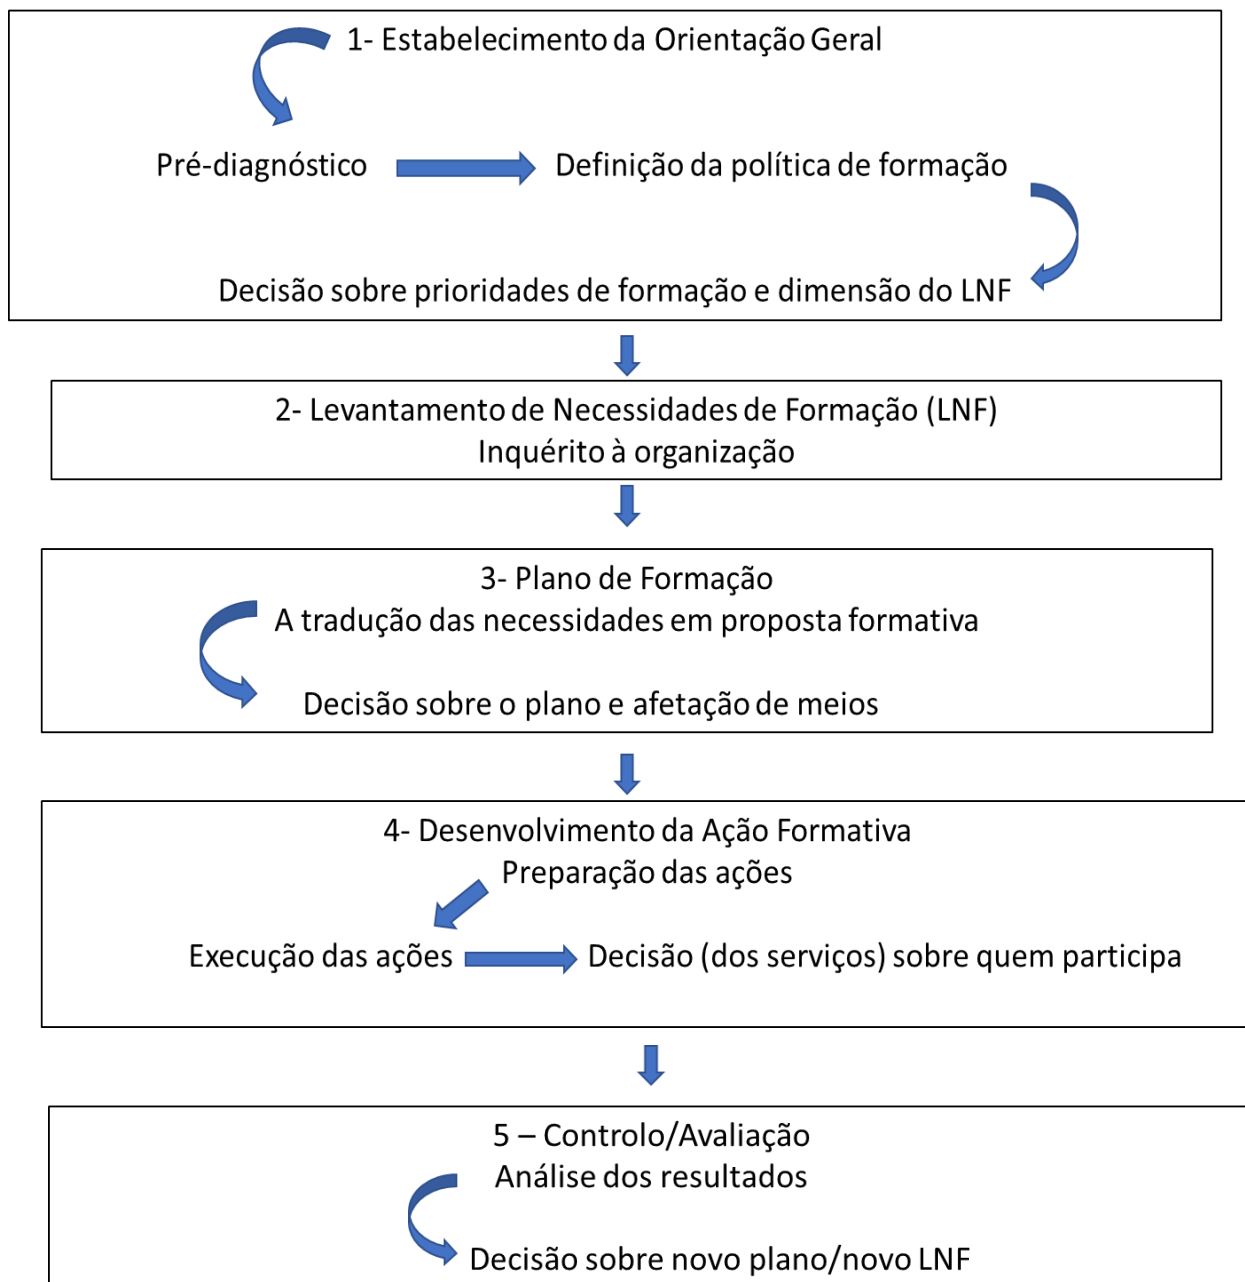 1- Estabelecimento da Orientação Geral
Pré-diagnóstico
Definição da política de formação
Decisão sobre prioridades de formação e dimensão do LNF
2- Levantamento de Necessidades de Formação (LNF)
Inquérito à organização
3- Plano de Formação
A tradução das necessidades em proposta formativa
Decisão sobre o plano e afetação de meios
4- Desenvolvimento da Ação Formativa
Preparação das ações
Execução das ações
Decisão (dos serviços) sobre quem participa
5 – Controlo/Avaliação
Análise dos resultados
Decisão sobre novo plano/novo LNF